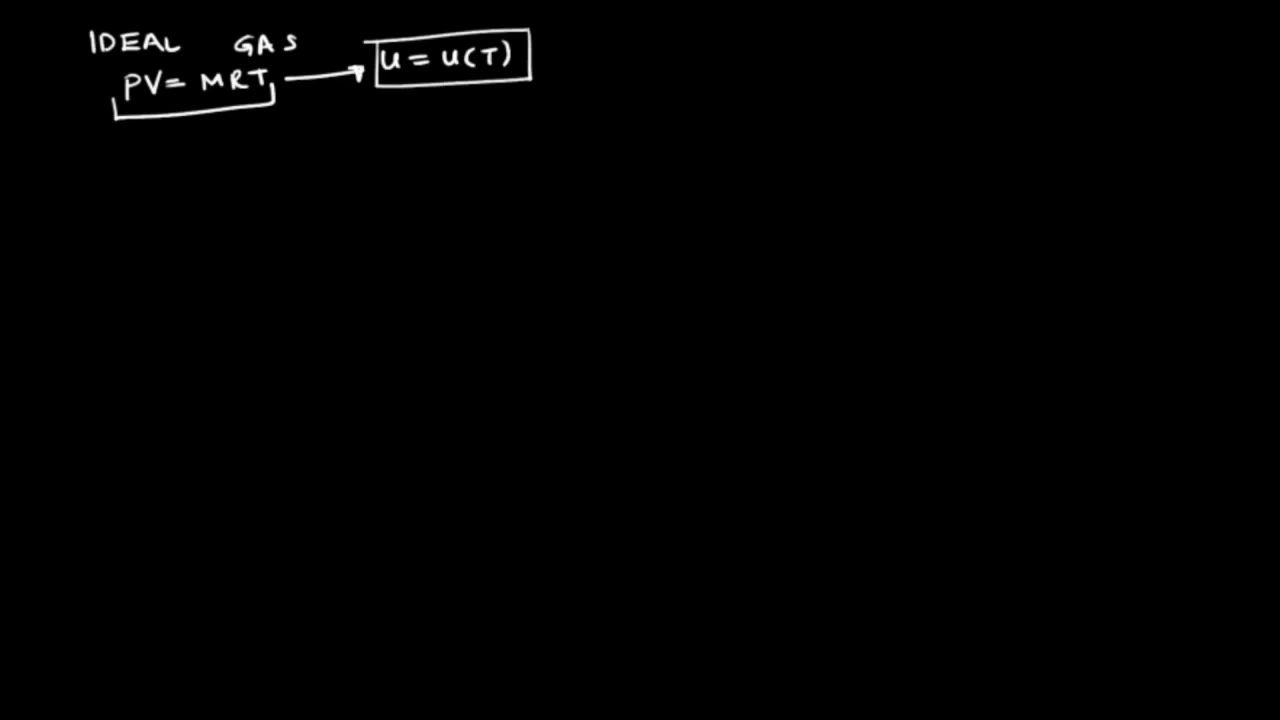 IDEAL GAS
PV = MRT → u = u(T)